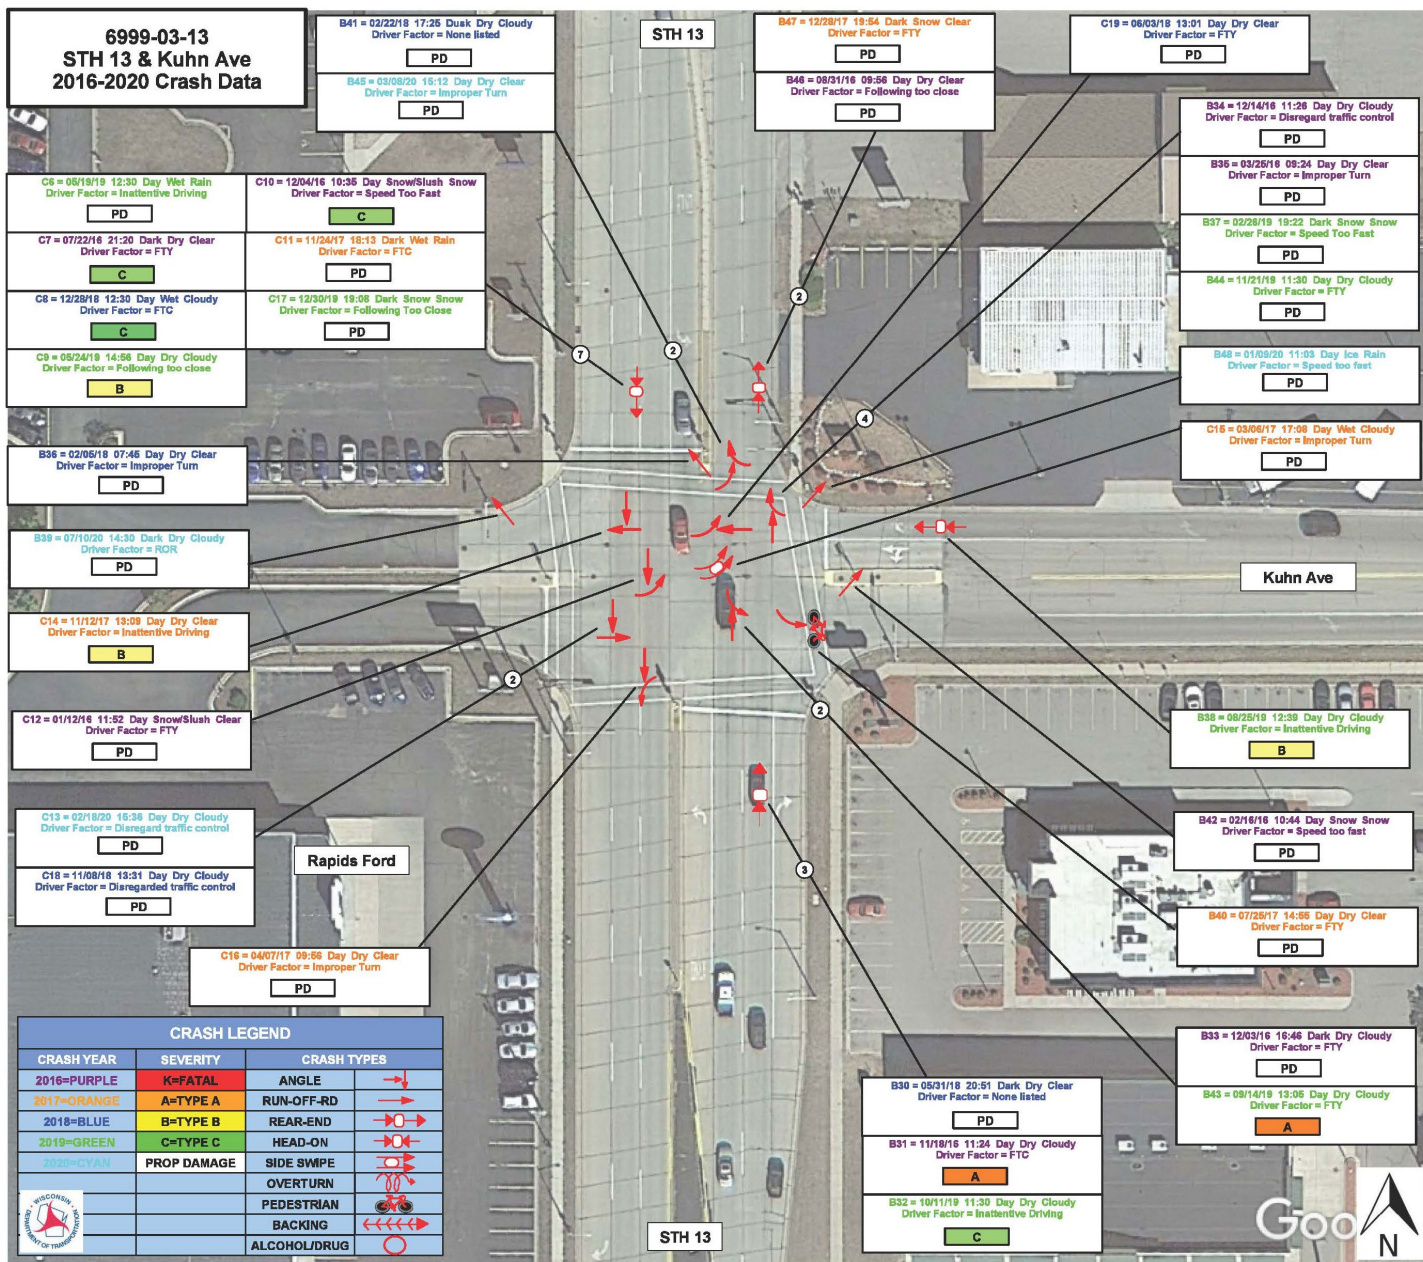 6999-03-13
STH 13 & Kuhn Ave
2016-2020 Crash Data
B41 = 02/22/18 17:25 Dusk Dry Cloudy
Driver Factor = None listed
PD
B45 = 03/08/20 15:12 Day Dry Clear
Driver Factor = Improper Turn
PD
STH 13
B47 = 12/28/17 19:54 Dark Snow Clear
Driver Factor = FTY
PD
B46 = 08/31/16 09:56 Day Dry Clear
Driver Factor = Following too close
PD
C19 = 06/03/18 13:01 Day Dry Clear
Driver Factor = FTY
PD
B34 = 12/14/16 11:26 Day Dry Cloudy
Driver Factor = Disregard traffic control
PD
B35 = 03/25/16 09:24 Day Dry Clear
Driver Factor = Improper Turn
PD
B37 = 02/26/19 19:22 Dark Snow Snow
Driver Factor = Speed Too Fast
PD
B44 = 11/21/19 11:30 Day Dry Cloudy
Driver Factor = FTY
PD
C6 = 05/19/19 12:30 Day Wet Rain
Driver Factor = Inattentive Driving
PD
C7 = 07/22/16 21:20 Dark Dry Clear
Driver Factor = FTY
C
C8 = 12/28/18 12:30 Day Wet Cloudy
Driver Factor = FTC
C
C9 = 05/24/19 14:56 Day Dry Cloudy
Driver Factor = Following too close
B
C10 = 12/04/16 10:35 Day Snow/Slush Snow
Driver Factor = Speed Too Fast
C
C11 = 11/24/17 18:13 Dark Wet Rain
Driver Factor = FTC
PD
C17 = 12/30/19 19:08 Dark Snow Snow
Driver Factor = Following Too Close
PD
2
7
2
4
B48 = 01/09/20 11:03 Day Ice Rain
Driver Factor = Speed too fast
PD
C15 = 03/06/17 17:08 Day Wet Cloudy
Driver Factor = Improper Turn
PD
B36 = 02/05/18 07:45 Day Dry Clear
Driver Factor = Improper Turn
PD
B39 = 07/10/20 14:30 Dark Dry Cloudy
Driver Factor = ROR
PD
Kuhn Ave
C14 = 11/12/17 13:09 Day Dry Clear
Driver Factor = Inattentive Driving
B
2
2
C12 = 01/12/16 11:52 Day Snow/Slush Clear
Driver Factor = FTY
PD
B38 = 08/25/19 12:39 Day Dry Cloudy
Driver Factor = Inattentive Driving
B
C13 = 02/18/20 15:36 Day Dry Cloudy
Driver Factor = Disregard traffic control
PD
C18 = 11/08/18 13:31 Day Dry Cloudy
Driver Factor = Disregarded traffic control
PD
Rapids Ford
3
B42 = 02/16/16 10:44 Day Snow Snow
Driver Factor = Speed too fast
PD
B40 = 07/25/17 14:55 Day Dry Clear
Driver Factor = FTY
PD
C16 = 04/07/17 09:56 Day Dry Clear
Driver Factor = Improper Turn
PD
B33 = 12/03/16 16:46 Dark Dry Cloudy
Driver Factor = FTY
PD
B43 = 09/14/19 13:05 Day Dry Cloudy
Driver Factor = FTY
A
B30 = 05/31/18 20:51 Dark Dry Clear
Driver Factor = None listed
PD
B31 = 11/18/16 11:24 Day Dry Cloudy
Driver Factor = FTC
A
B32 = 10/11/19 11:30 Day Dry Cloudy
Driver Factor = Inattentive Driving
C
CRASH LEGEND
CRASH YEAR SEVERITY CRASH TYPES
2016=PURPLE K=FATAL ANGLE
2017=ORANGE A=TYPE A RUN-OFF-RD
2018=BLUE B=TYPE B REAR-END
2019=GREEN C=TYPE C HEAD-ON
2020=CYAN PROP DAMAGE SIDE SWIPE
OVERTURN
PEDESTRIAN
BACKING
ALCOHOL/DRUG
WISCONSIN
DEPARTMENT OF TRANSPORTATION
STH 13
Goo
N